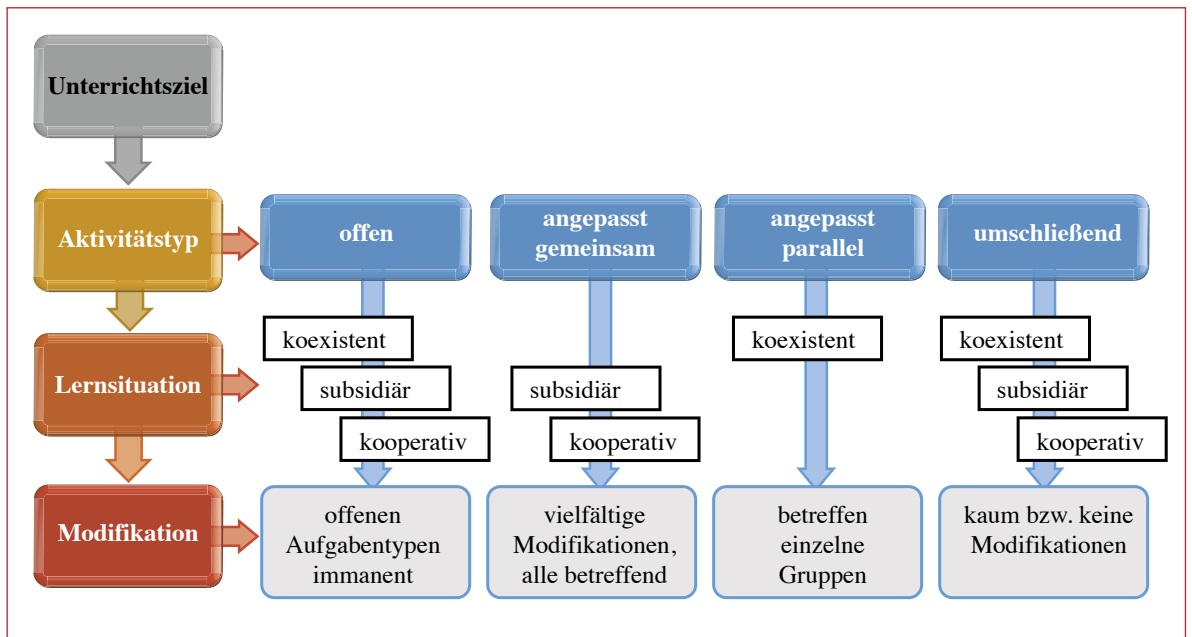 Unterrichtsziel
Aktivitätstyp
offen
angepasst
gemeinsam
angepasst
parallel
umschließend
Lernsituation
koexistent
subsidiär
kooperativ
subsidiär
kooperativ
koexistent
koexistent
subsidiär
kooperativ
Modifikation
offenen
Aufgabentypen
immanent
vielfältige
Modifikationen,
alle betreffend
betreffen
einzelne
Gruppen
kaum bzw. keine
Modifikationen